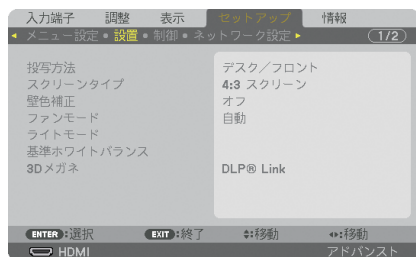 入力端子 調整 表示 セットアップ 情報
メニュー設定 ● 設置 ● 制御 ● ネットワーク設定 1/2
投写方法 デスク／フロント
スクリーンタイプ 4:3 スクリーン
壁色補正 オフ
ファンモード 自動
ライトモード
基準ホワイトバランス
3Dメガネ DLP® Link
ENTER:選択 EXIT:終了 :移動 :移動
HDMI アドバンスト